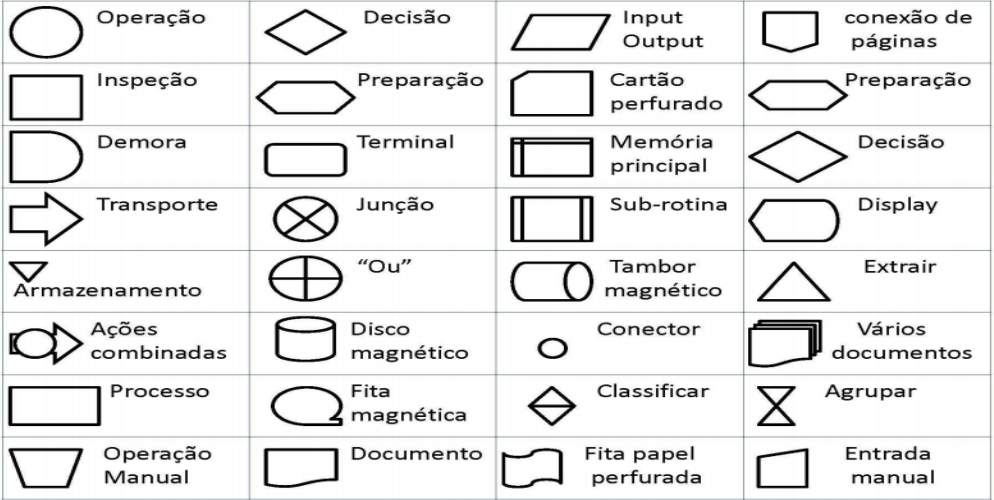 Operação
Decisão
Input
Output
conexão de
páginas
Inspeção
Preparação
Cartão
perfurado
Preparação
Demora
Terminal
Memória
principal
Decisão
Transporte
Junção
Sub-rotina
Display
Armazenamento
“Ou”
Tambor
magnético
Extrair
Ações
combinadas
Disco
magnético
Conector
Vários
documentos
Processo
Fita
magnética
Classificar
Agrupar
Operação
Manual
Documento
Fita papel
perfurada
Entrada
manual